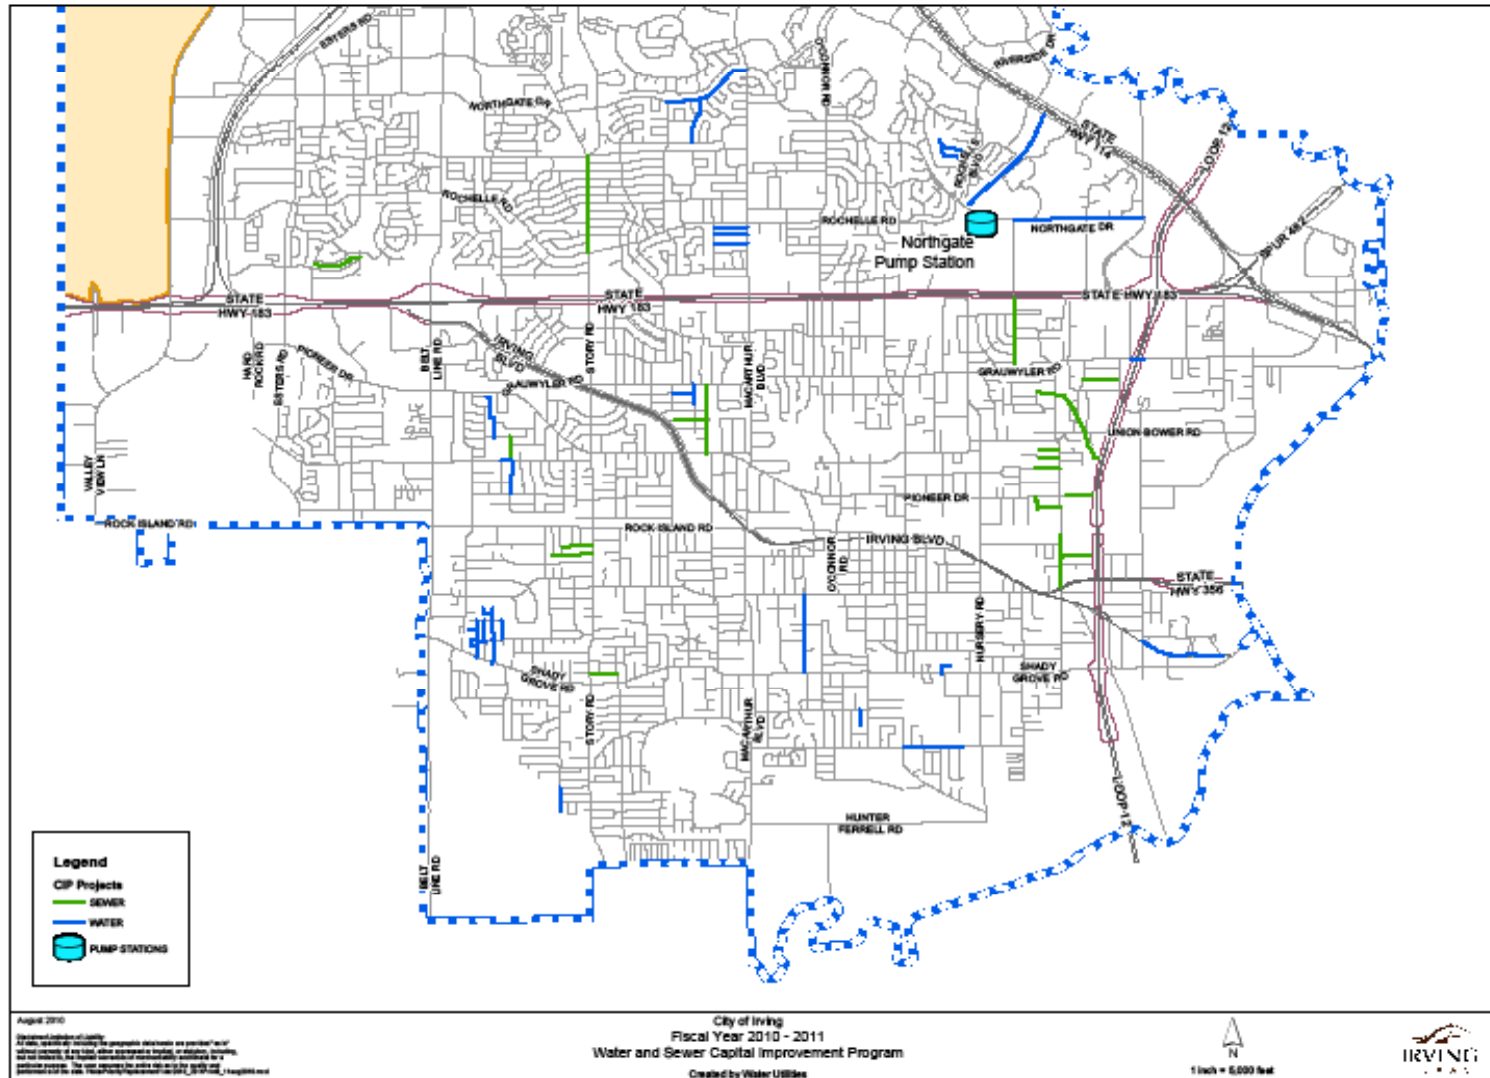 ESTERS RD
O'CONNOR RD
RIVERSIDE DR
NORTHGATE DR
STATE
HWY 114
LOOP 12
ROCHELLE
BLVD
ROCHELLE RD
ROCHELLE RD
NORTHGATE DR
SPUR 482
Northgate
Pump Station
STATE
HWY 183
STATE
HWY 183
STATE HWY 183
HARD
ROCK RD
ESTERS RD
PIONEER DR
BELT
LINE RD
IRVING
BLVD
STORY RD
GRAUWYLER RD
MACARTHUR
BLVD
GRAUWYLER RD
UNION BOWER RD
VALLEY
VIEW LN
PIONEER DR
ROCK ISLAND RD
ROCK ISLAND RD
IRVING BLVD
O'CONNOR
RD
STATE
HWY 356
NURSERY RD
SHADY
GROVE RD
SHADY
GROVE RD
STORY RD
MACARTHUR
BLVD
LOOP 12
HUNTER
FERRELL RD
BELT
LINE RD
Legend
CIP Projects
SEWER
WATER
PUMP STATIONS
August 2010
City of Irving
Fiscal Year 2010 - 2011
Water and Sewer Capital Improvement Program
Created by Water Utilities
N
1 inch = 5,000 feet
IRVING